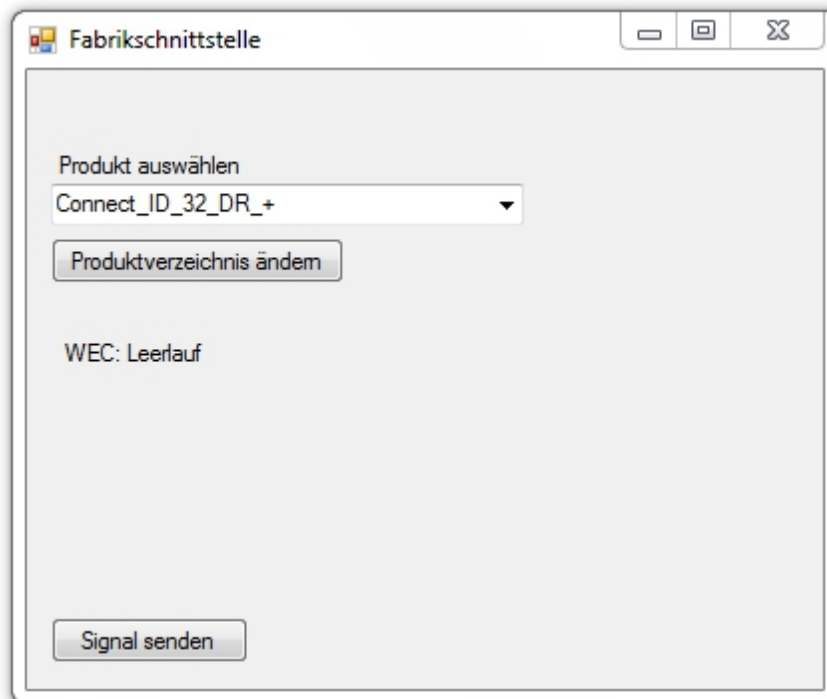 Fabrikschnittstelle
Produkt auswählen
Connect_ID_32_DR_+
Produktverzeichnis ändern
WEC: Leerlauf
Signal senden